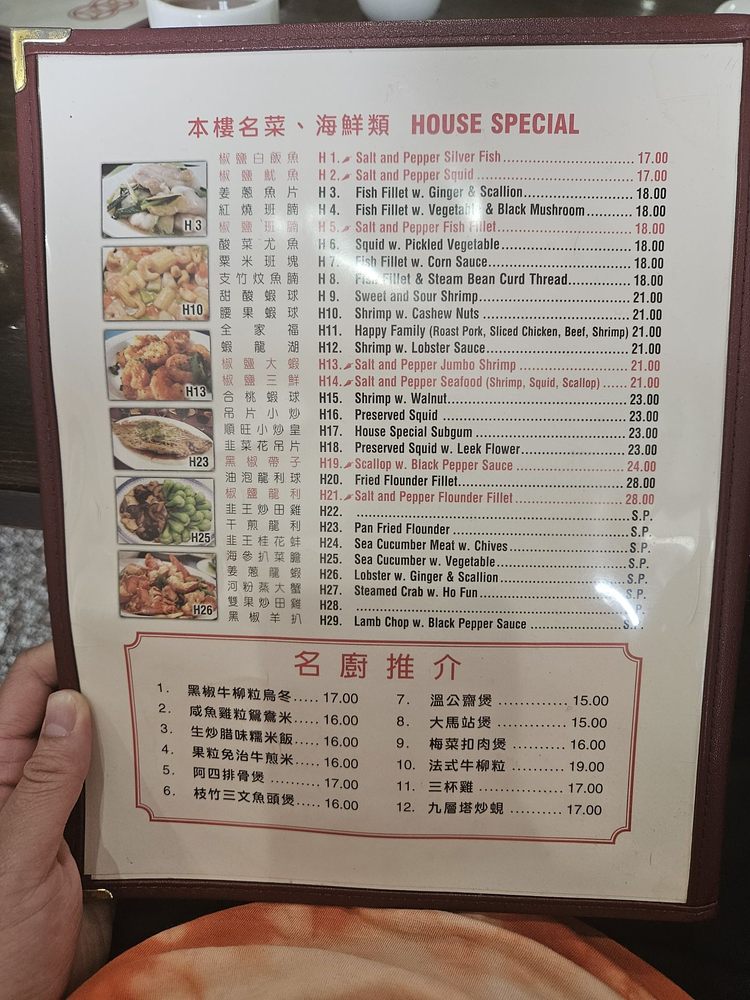 本樓名菜、海鮮類 HOUSE SPECIAL
椒鹽白飯魚 H 1. Salt and Pepper Silver Fish 17.00
椒鹽魷魚 H 2. Salt and Pepper Squid 17.00
姜蔥魚片 H 3. Fish Fillet w. Ginger & Scallion 18.00
紅燒班腩 H 4. Fish Fillet w. Vegetable & Black Mushroom 18.00
椒鹽班腩 H 5. Salt and Pepper Fish Fillet 18.00
酸菜尤魚 H 6. Squid w. Pickled Vegetable 18.00
粟米班塊 H 7. Fish Fillet w. Corn Sauce 18.00
支竹炆魚腩 H 8. Fish Fillet & Steam Bean Curd Thread 18.00
甜酸蝦球 H 9. Sweet and Sour Shrimp 21.00
腰果蝦球 H10. Shrimp w. Cashew Nuts 21.00
全家福 H11. Happy Family (Roast Pork, Sliced Chicken, Beef, Shrimp) 21.00
蝦龍湖 H12. Shrimp w. Lobster Sauce 21.00
椒鹽大蝦 H13. Salt and Pepper Jumbo Shrimp 21.00
椒鹽三鮮 H14. Salt and Pepper Seafood (Shrimp, Squid, Scallop) 21.00
合桃蝦球 H15. Shrimp w. Walnut 23.00
吊片小炒 H16. Preserved Squid 23.00
順旺小炒皇 H17. House Special Subgum 23.00
韭菜花吊片 H18. Preserved Squid w. Leek Flower 23.00
黑椒帶子 H19. Scallop w. Black Pepper Sauce 24.00
油泡龍利球 H20. Fried Flounder Fillet 28.00
椒鹽龍利 H21. Salt and Pepper Flounder Fillet 28.00
韭王炒田雞 H22. S.P.
干煎龍利 H23. Pan Fried Flounder S.P.
韭王桂花蚌 H24. Sea Cucumber Meat w. Chives S.P.
海參扒菜膽 H25. Sea Cucumber w. Vegetable S.P.
姜蔥龍蝦 H26. Lobster w. Ginger & Scallion S.P.
河粉蒸大蟹 H27. Steamed Crab w. Ho Fun S.P.
雙果炒田雞 H28. P.
黑椒羊扒 H29. Lamb Chop w. Black Pepper Sauce S.P.
H 3
H10
H13
H23
H25
H26
名廚推介
1. 黑椒牛柳粒烏冬 17.00
2. 咸魚雞粒鴛鴦米 16.00
3. 生炒腊味糯米飯 16.00
4. 果粒免治牛煎米 16.00
5. 阿四排骨煲 17.00
6. 枝竹三文魚頭煲 16.00
7. 溫公齋煲 15.00
8. 大馬站煲 15.00
9. 梅菜扣肉煲 16.00
10. 法式牛柳粒 19.00
11. 三杯雞 17.00
12. 九層塔炒蜆 17.00